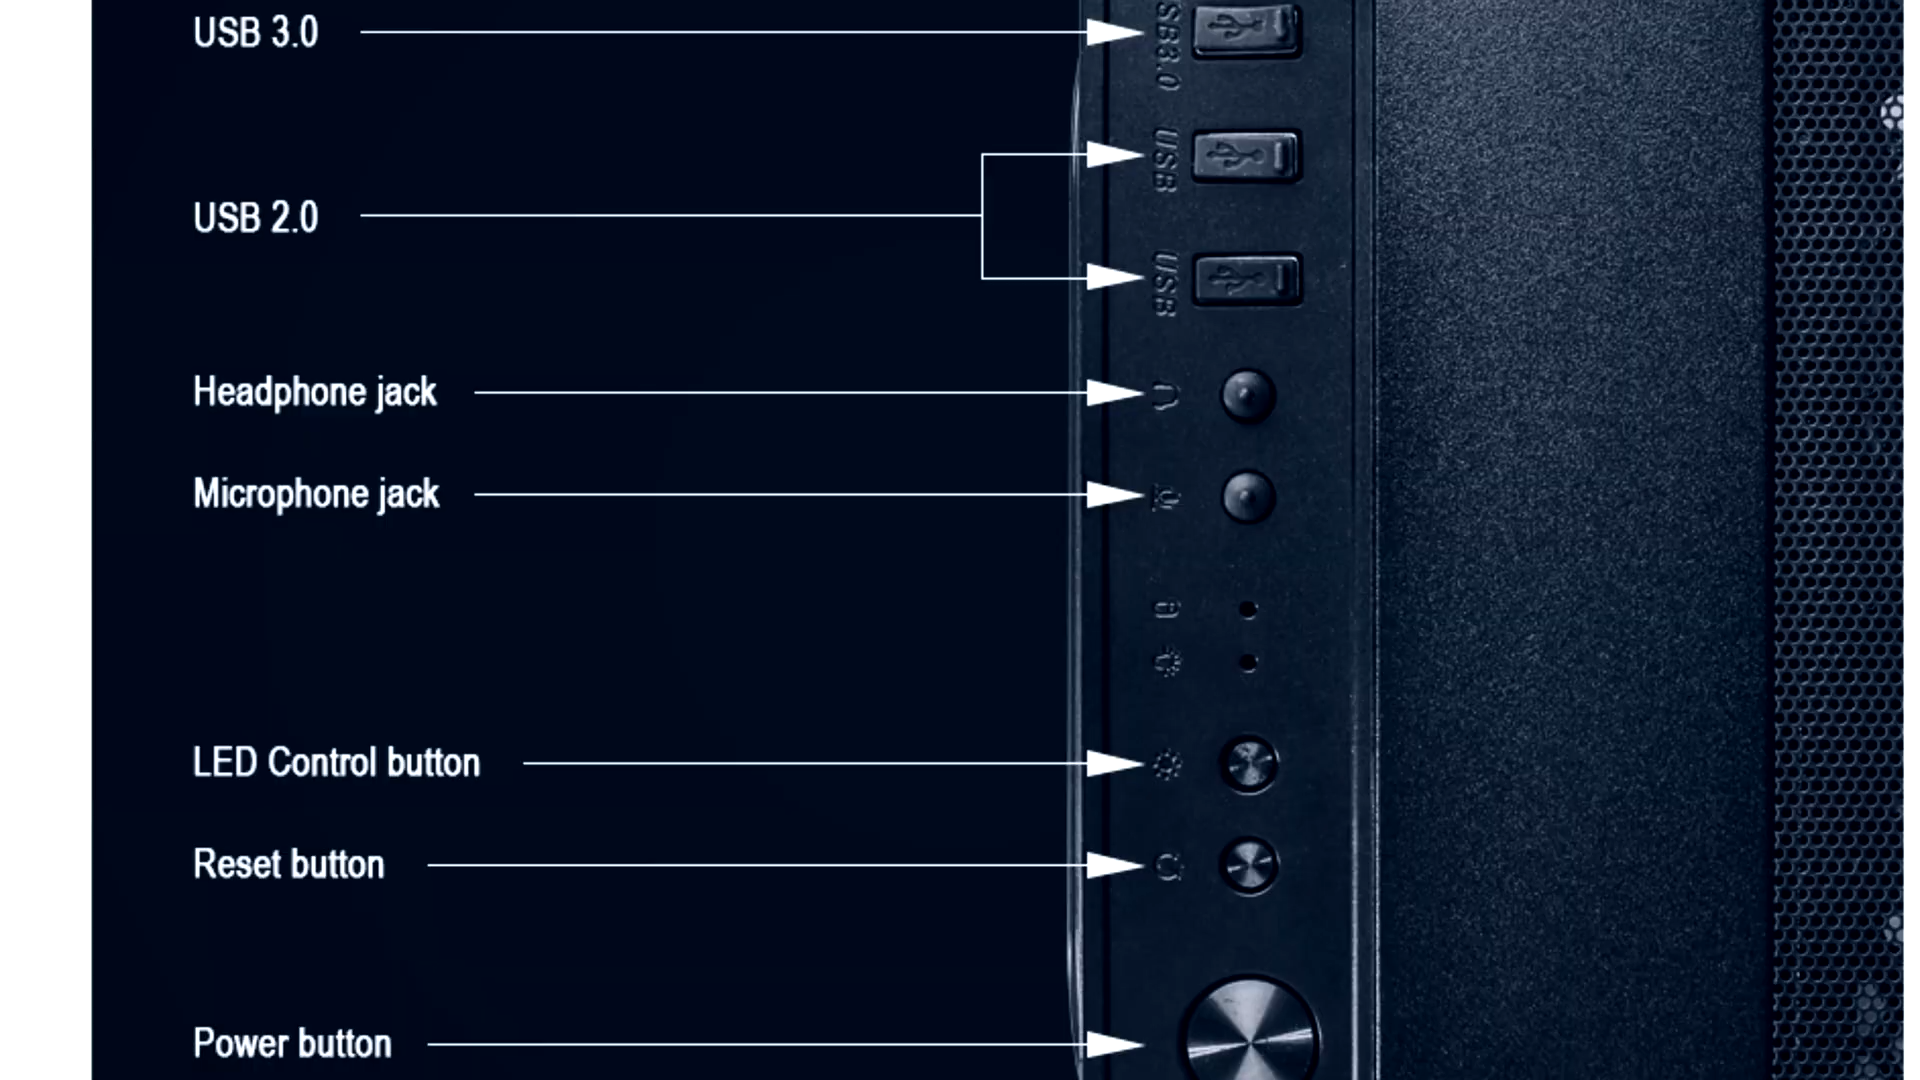 USB 3.0
SB3.0
USB
USB 2.0
USB
Headphone jack
Microphone jack
LED Control button
Reset button
Power button